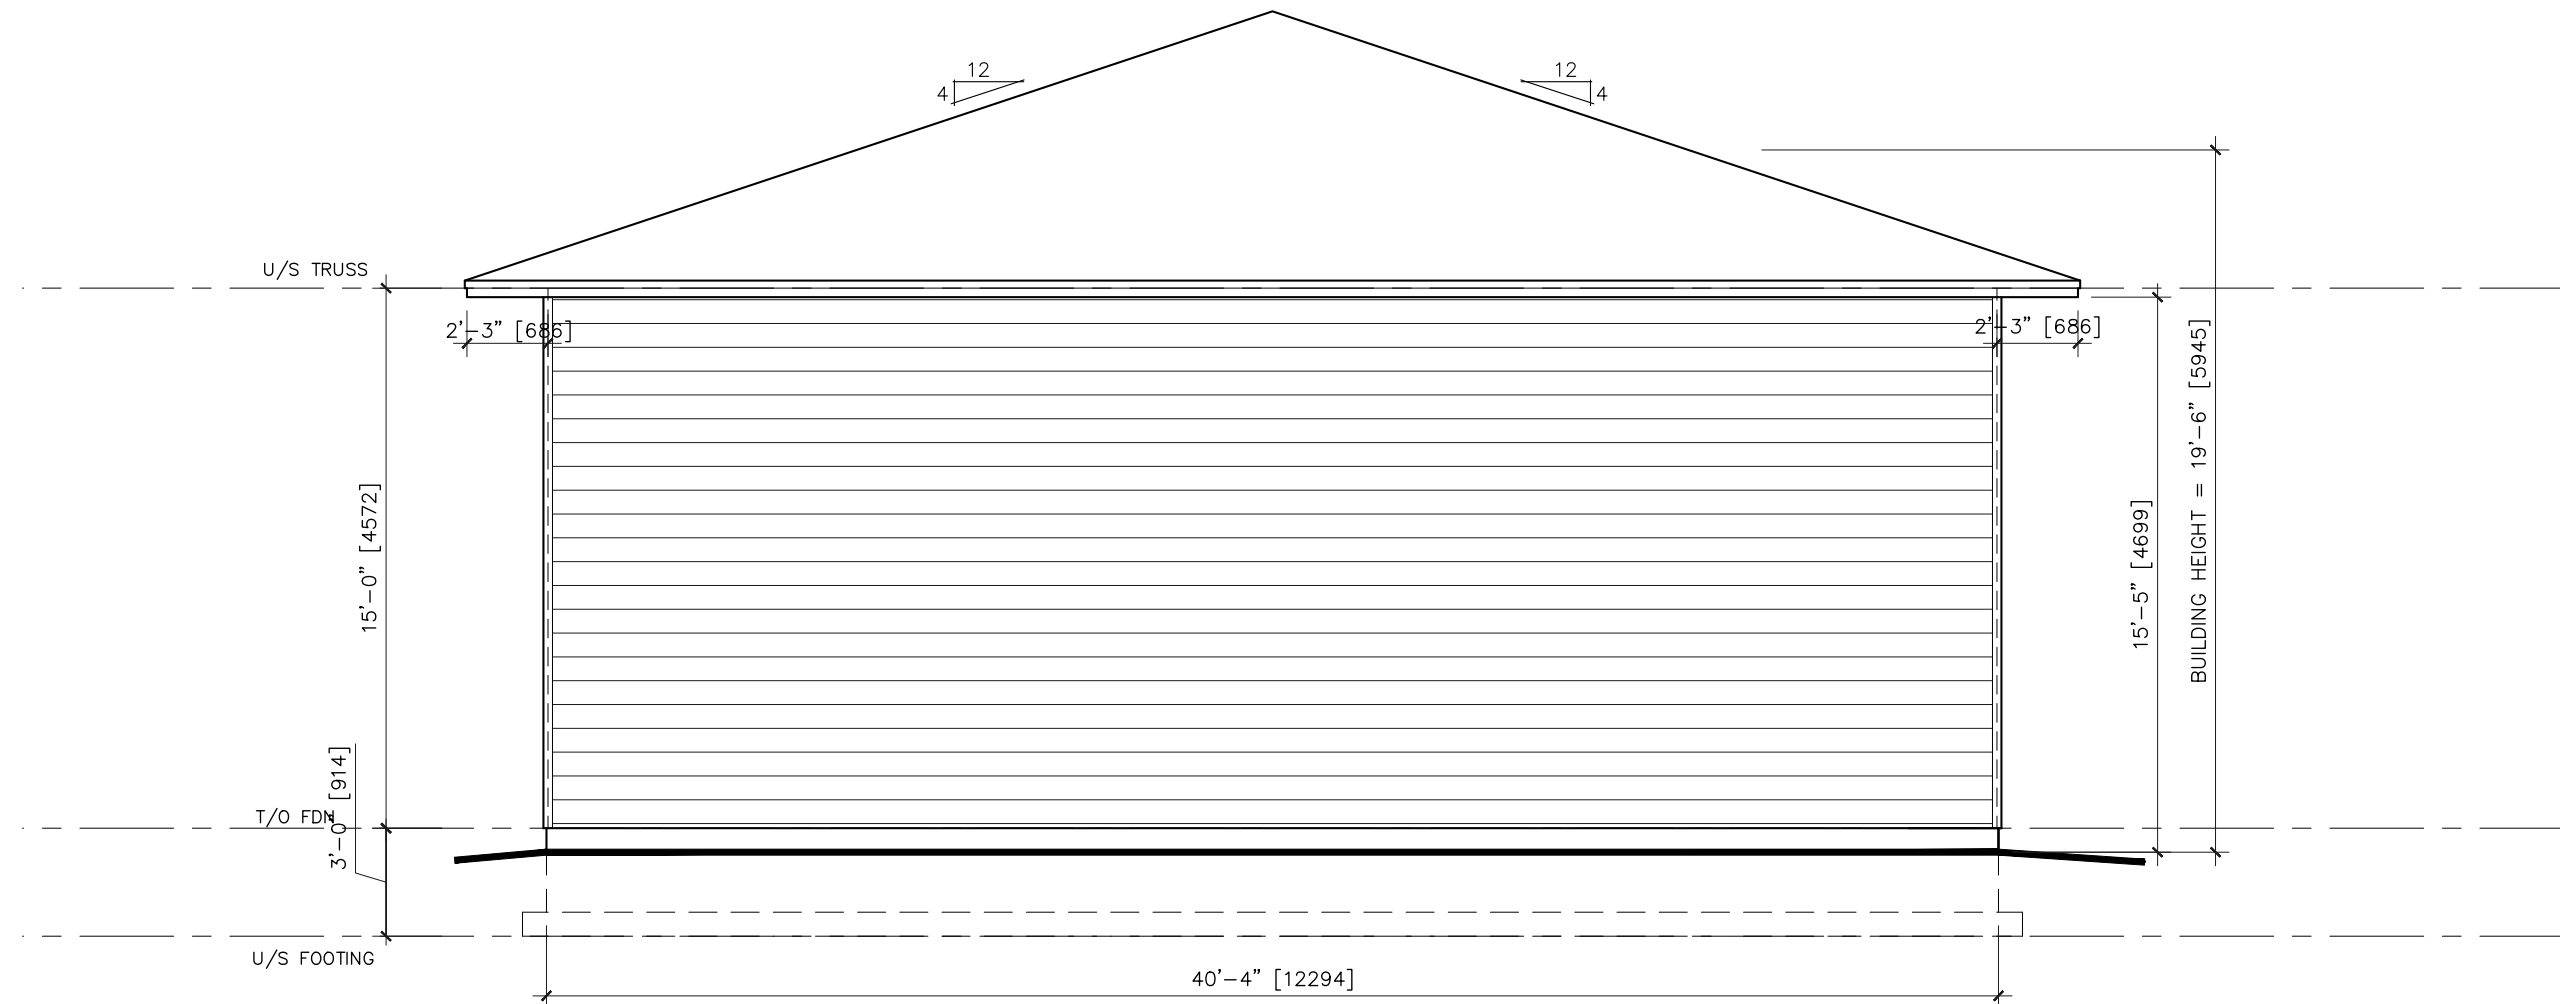 12
4
12
4
U/S TRUSS
2'-3" [686]
2'-3" [686]
15'-0" [4572]
15'-5" [4699]
BUILDING HEIGHT = 19'-6" [5945]
T/O FDN
3'-0" [914]
U/S FOOTING
40'-4" [12294]